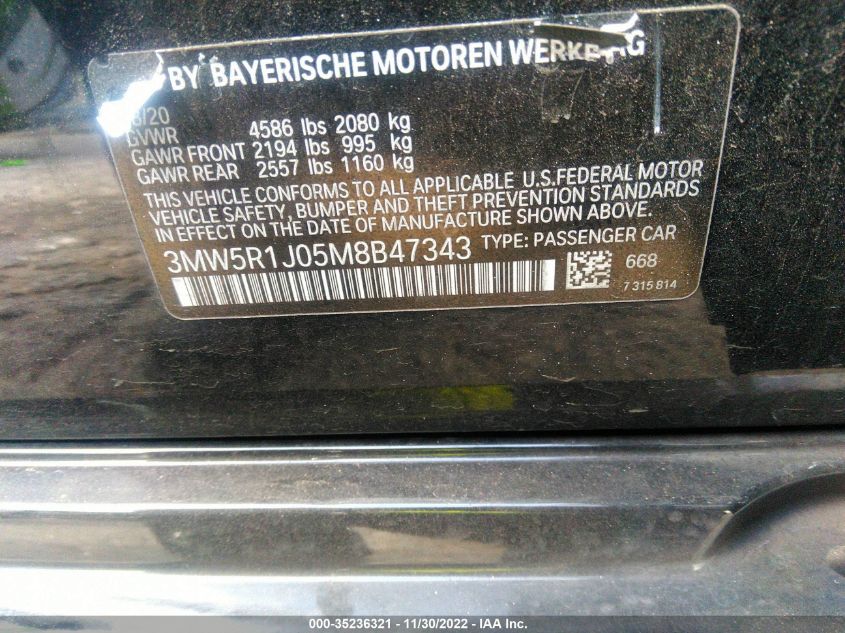 BY BAYERISCHE MOTOREN WERKE AG
8/20
GVWR 4586 lbs 2080 kg
GAWR FRONT 2194 lbs 995 kg
GAWR REAR 2557 lbs 1160 kg
THIS VEHICLE CONFORMS TO ALL APPLICABLE U.S.FEDERAL MOTOR
VEHICLE SAFETY, BUMPER AND THEFT PREVENTION STANDARDS
IN EFFECT ON THE DATE OF MANUFACTURE SHOWN ABOVE.
3MW5R1J05M8B47343 TYPE: PASSENGER CAR
668
7 315 814
000-35236321 - 11/30/2022 - IAA Inc.